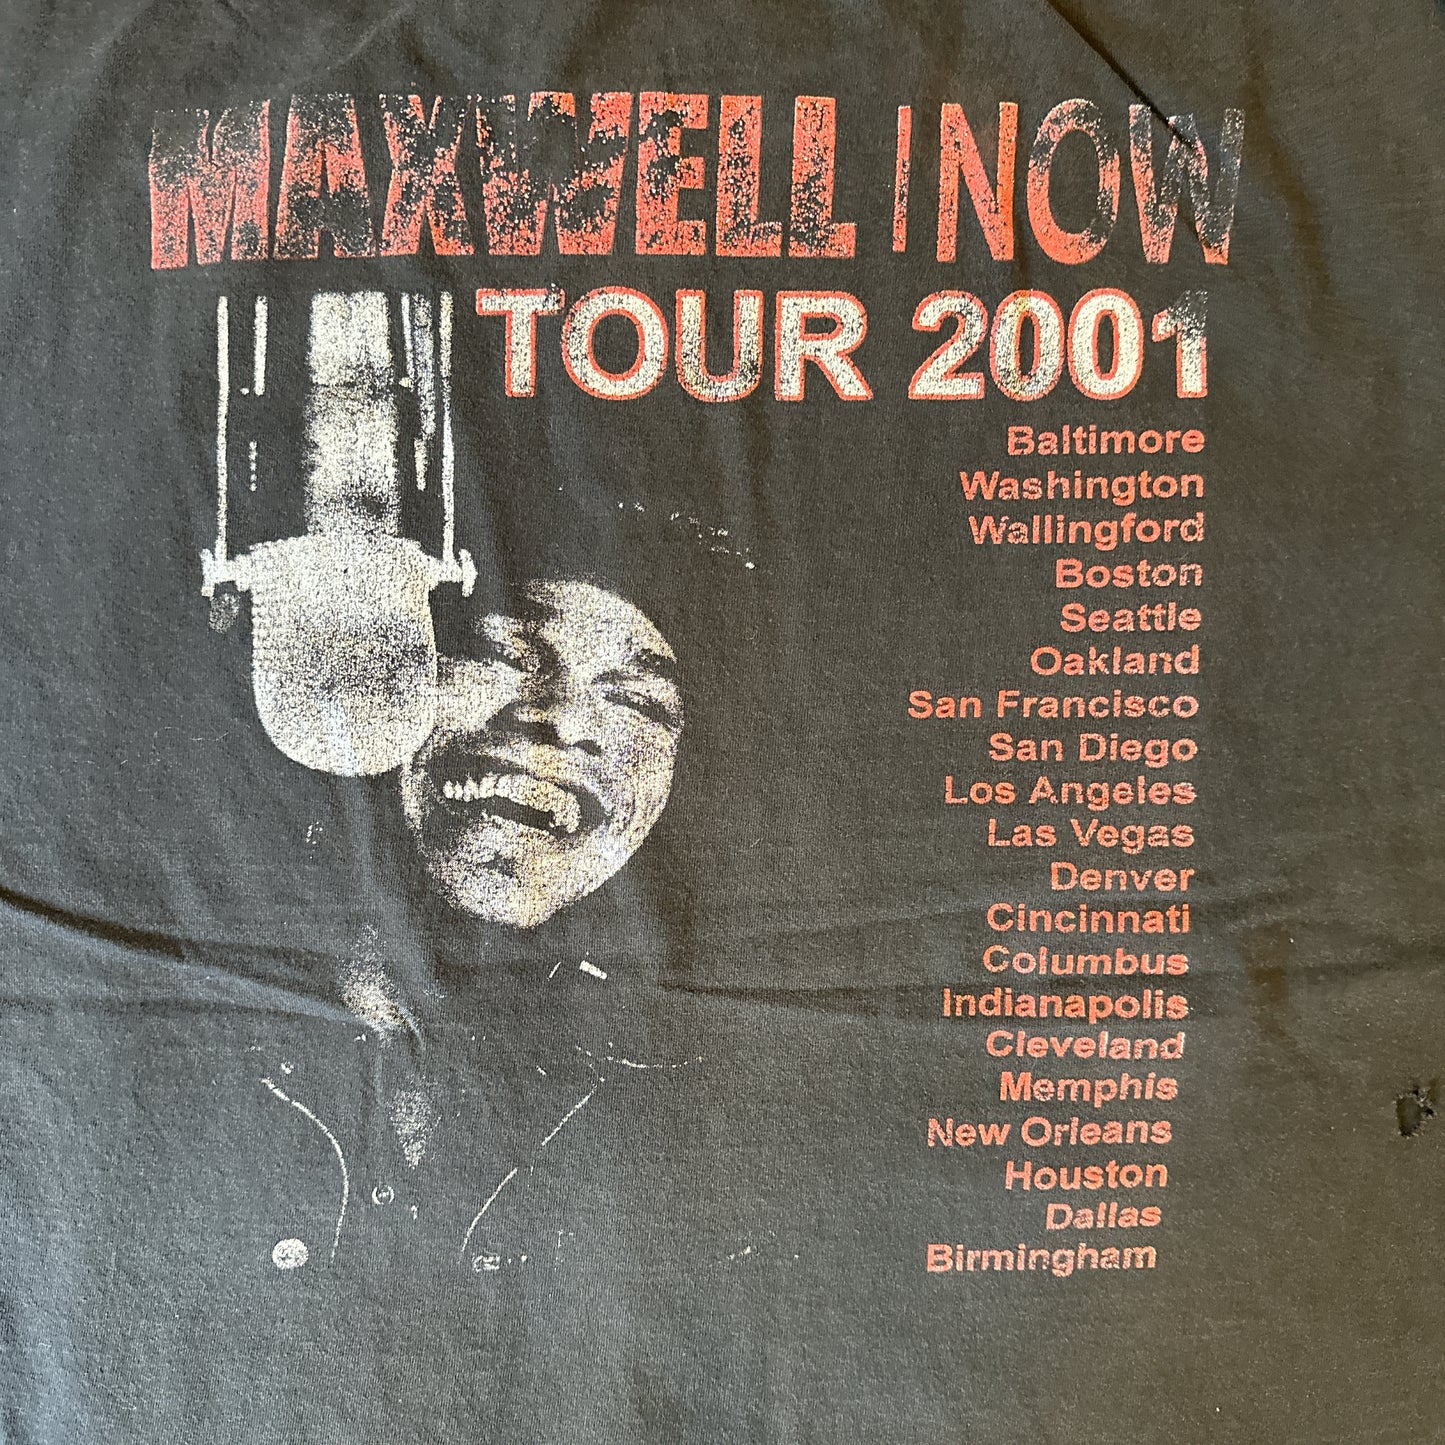 MAXWELL | NOW
TOUR 2001
Baltimore
Washington
Wallingford
Boston
Seattle
Oakland
San Francisco
San Diego
Los Angeles
Las Vegas
Denver
Cincinnati
Columbus
Indianapolis
Cleveland
Memphis
New Orleans
Houston
Dallas
Birmingham